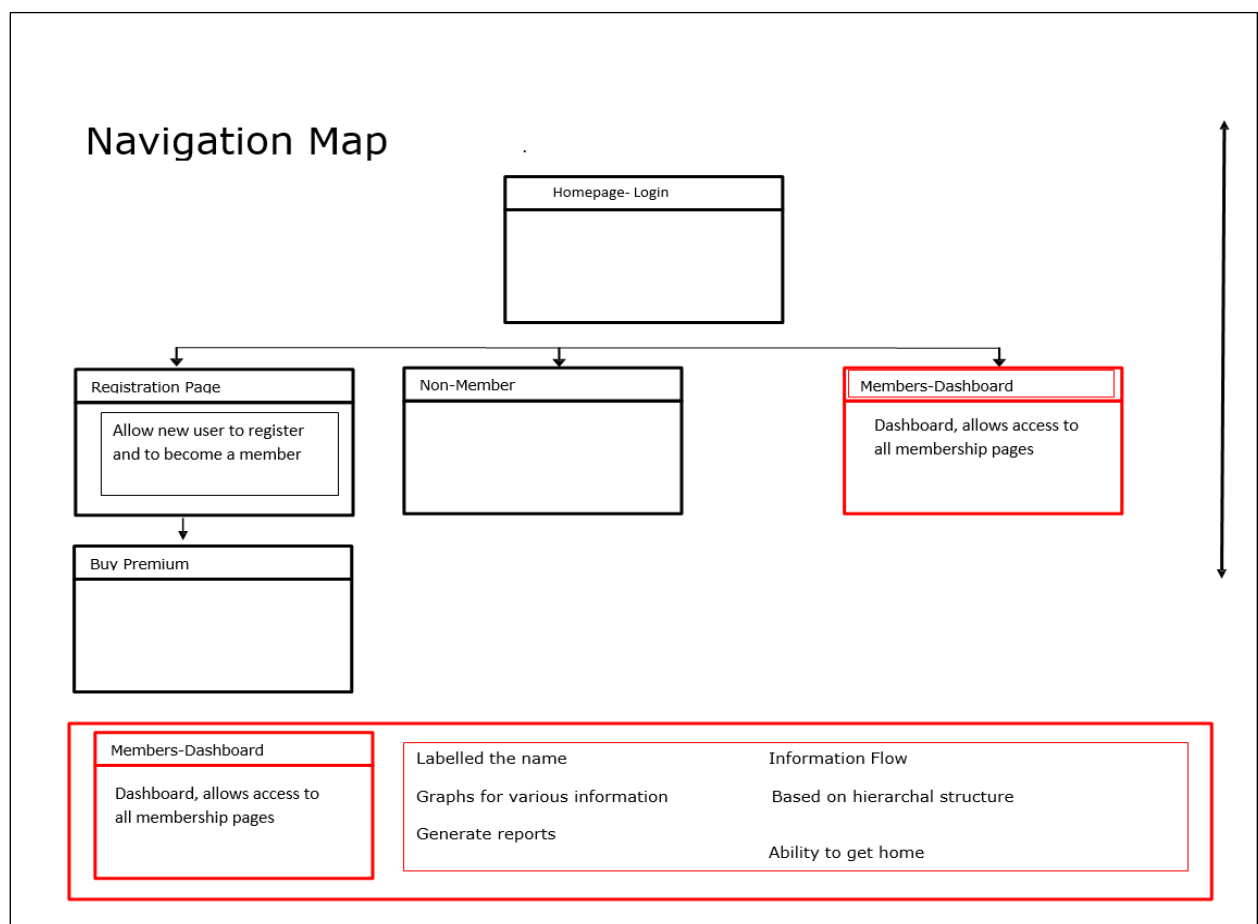 Navigation Map
.
Homepage- Login
Registration Page
Allow new user to register
and to become a member
Non-Member
Members-Dashboard
Dashboard, allows access to
all membership pages
Buy Premium
Members-Dashboard
Dashboard, allows access to
all membership pages
Labelled the name
Graphs for various information
Generate reports
Information Flow
Based on hierarchal structure
Ability to get home